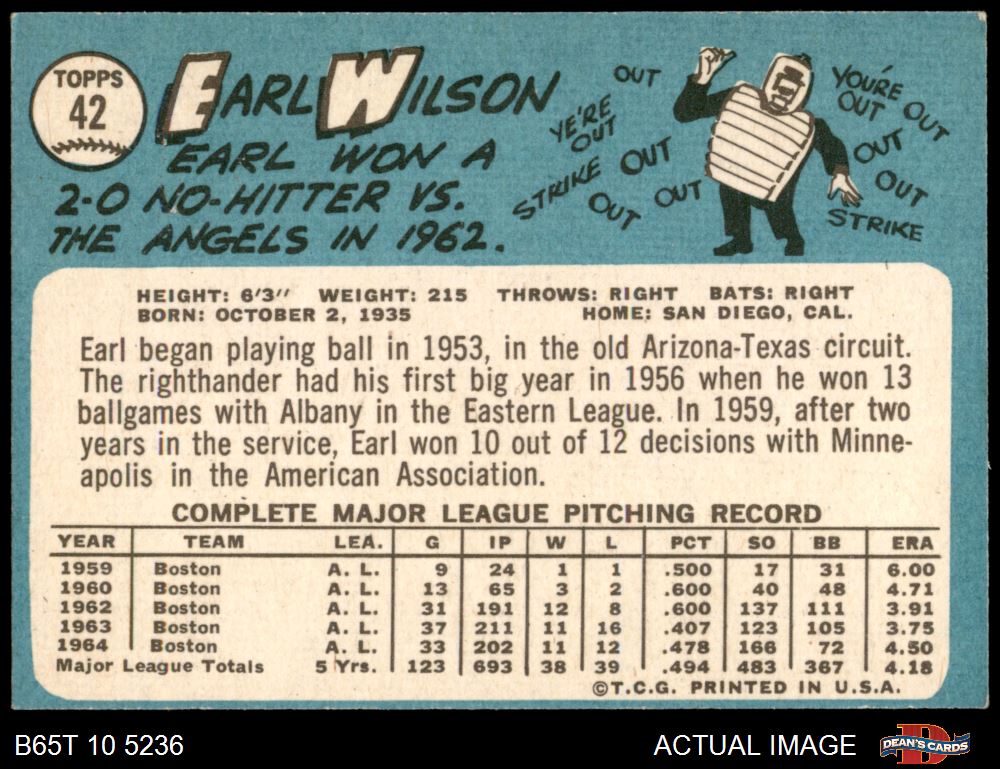 TOPPS
42
EARL WILSON
EARL WON A
2-0 NO-HITTER VS.
THE ANGELS IN 1962.
OUT
YE'RE
OUT
STRIKE
OUT
OUT
OUT
YOU'RE
OUT
OUT
OUT
OUT
STRIKE
HEIGHT: 6'3" WEIGHT: 215 THROWS: RIGHT BATS: RIGHT
BORN: OCTOBER 2, 1935 HOME: SAN DIEGO, CAL.
Earl began playing ball in 1953, in the old Arizona-Texas circuit.
The righthander had his first big year in 1956 when he won 13
ballgames with Albany in the Eastern League. In 1959, after two
years in the service, Earl won 10 out of 12 decisions with Minne-
apolis in the American Association.
COMPLETE MAJOR LEAGUE PITCHING RECORD
YEAR TEAM LEA. G IP W L PCT SO BB ERA
1959 Boston A. L. 9 24 1 1 .500 17 31 6.00
1960 Boston A. L. 13 65 3 2 .600 40 48 4.71
1962 Boston A. L. 31 191 12 8 .600 137 111 3.91
1963 Boston A. L. 37 211 11 16 .407 123 105 3.75
1964 Boston A. L. 33 202 11 12 .478 166 72 4.50
Major League Totals 5 Yrs. 123 693 38 39 .494 483 367 4.18
©T.C.G. PRINTED IN U.S.A.
B65T 10 5236
ACTUAL IMAGE
DEAN'S CARDS